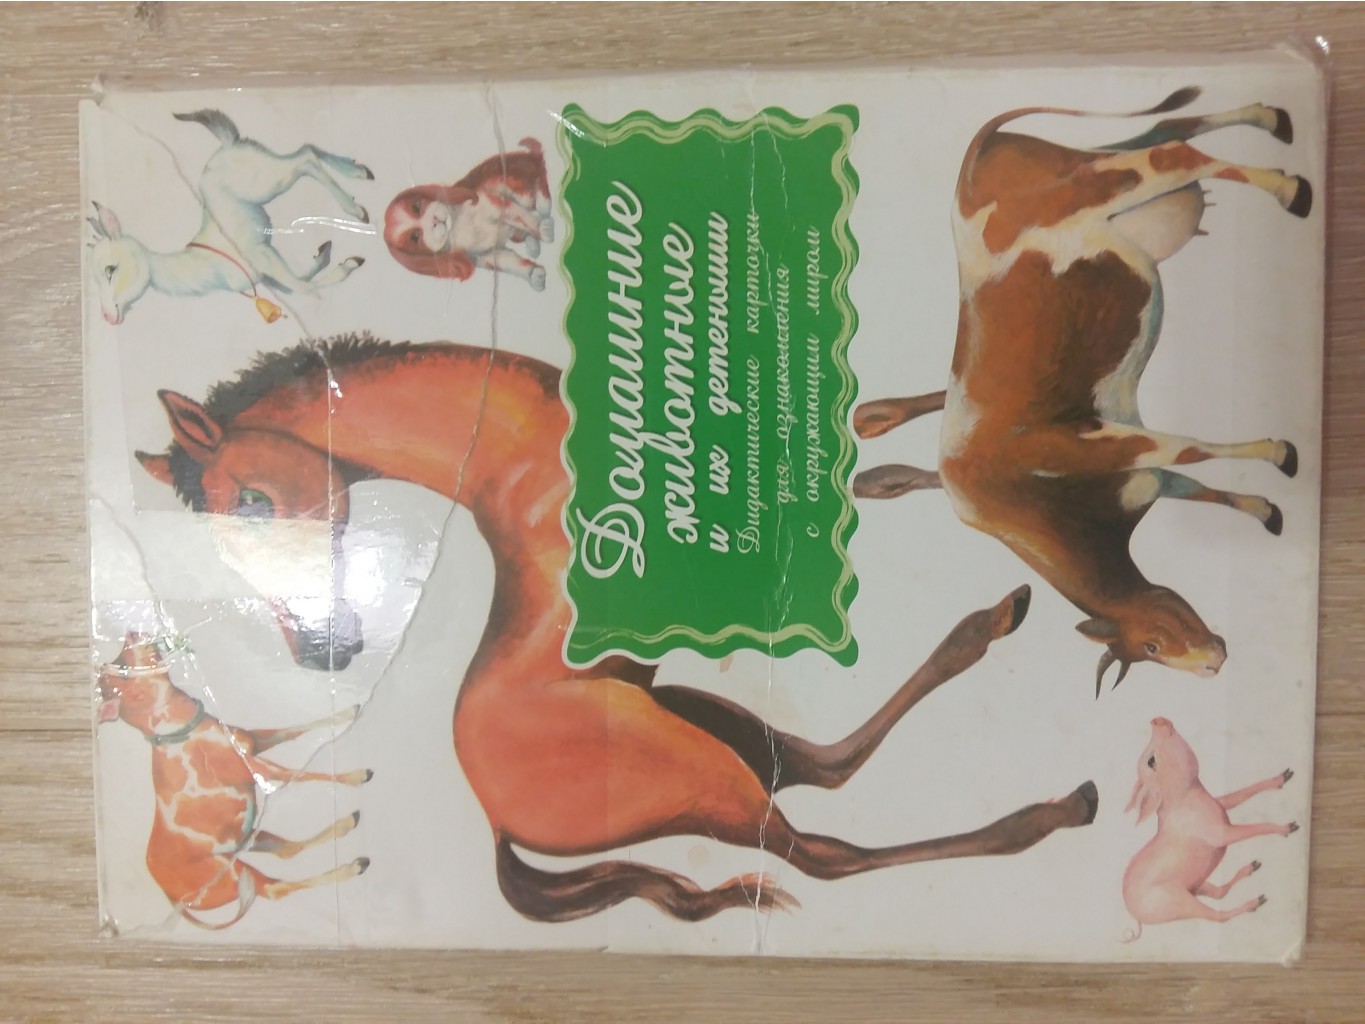 Домашние
животные
и их детеныши
Дидактические карточки
для ознакомления
с окружающим миром